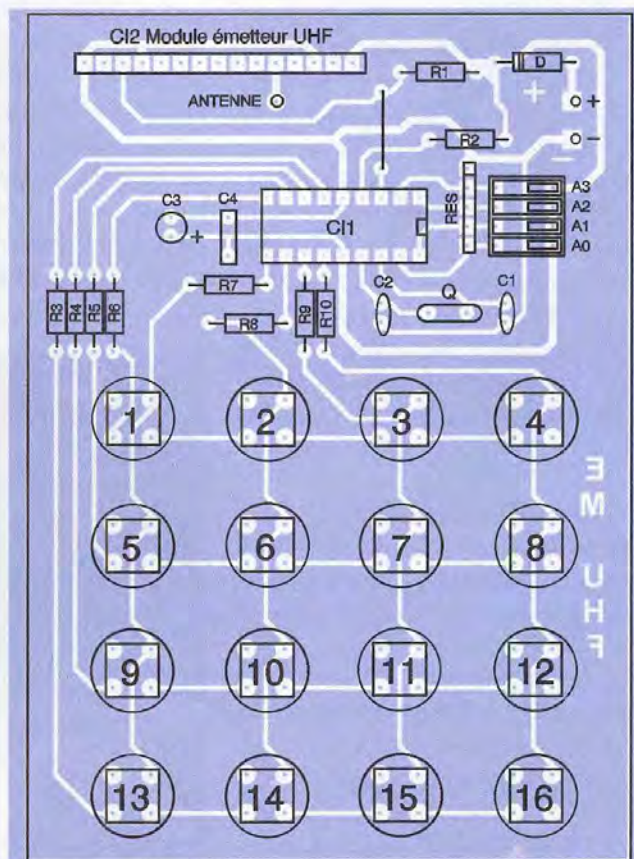 CI2 Module émetteur UHF
D
R1
+
+
ANTENNE
R2
−
−
C3
C4
+
CI1
RES
A3
A2
A1
A0
R7
C2
Q
C1
R3
R4
R5
R6
R8
R9
R10
1
2
3
4
EM UHF
5
6
7
8
9
10
11
12
13
14
15
16